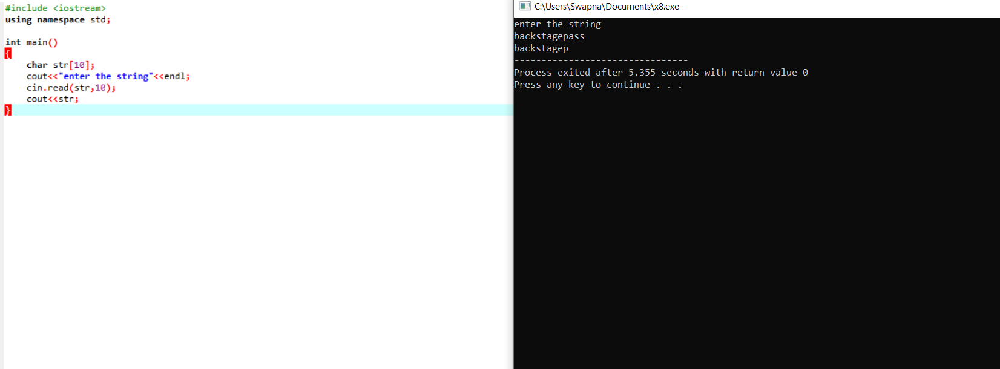 #include <iostream>
using namespace std;
int main()
{
char str[10];
cout<<"enter the string"<<endl;
cin.read(str,10);
cout<<str;
}
C:\Users\Swapna\Documents\x8.exe
enter the string
backstagepass
backstagep
--------------------------------
Process exited after 5.355 seconds with return value 0
Press any key to continue . . .